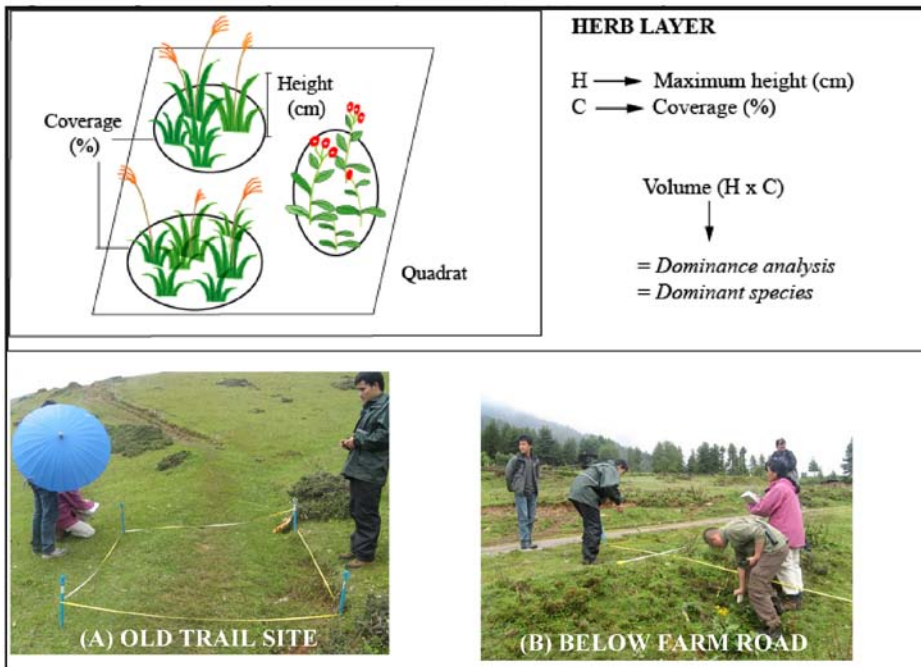 Coverage
(%)
Height
(cm)
Quadrat
HERB LAYER
H → Maximum height (cm)
C → Coverage (%)
Volume (H x C)
= Dominance analysis
= Dominant species
(A) OLD TRAIL SITE
(B) BELOW FARM ROAD